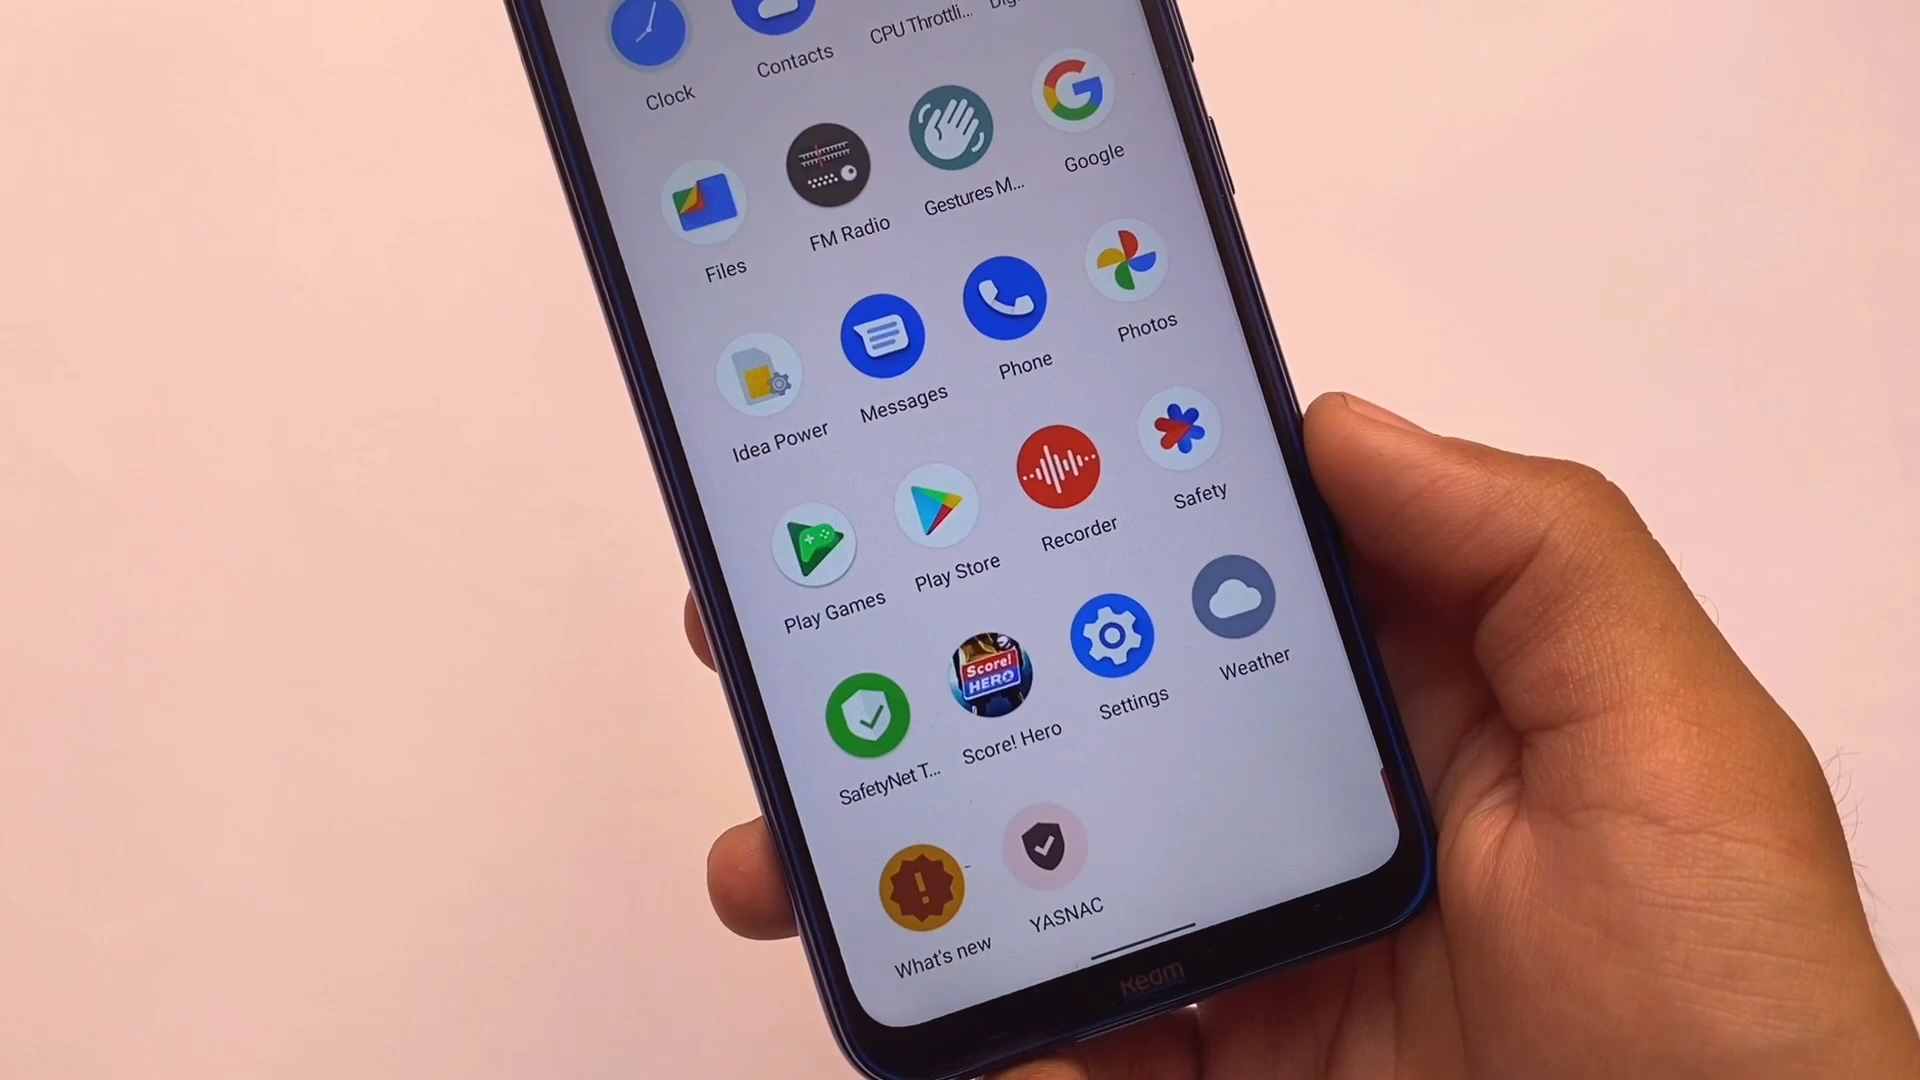 Clock
Contacts
CPU Throttli...
Files
FM Radio
Gestures M...
Google
Idea Power
Messages
Phone
Photos
Play Games
Play Store
Recorder
Safety
SafetyNet T...
Score!
HERO
Score! Hero
Settings
Weather
What's new
YASNAC